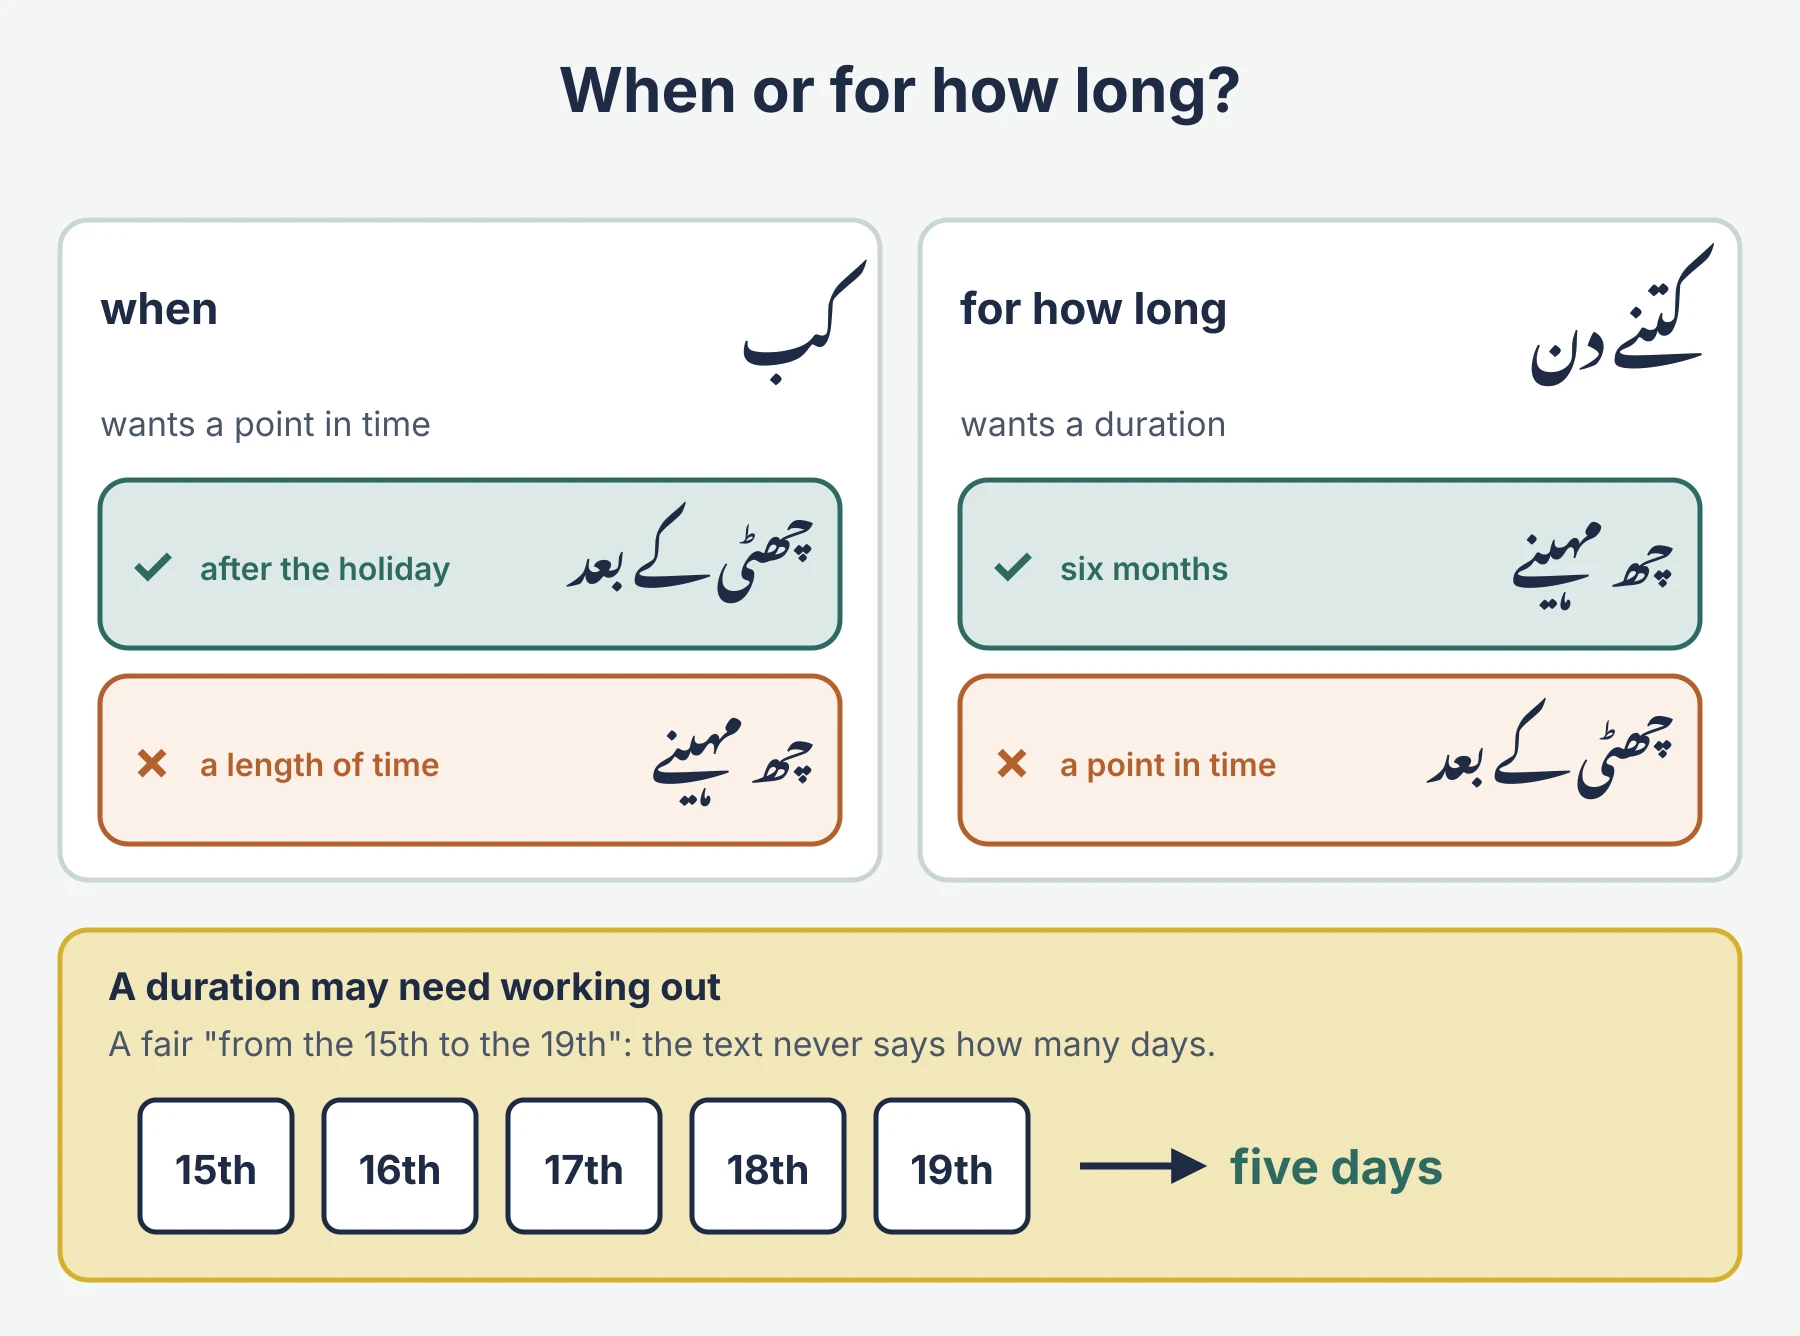 When or for how long?
when
کب
wants a point in time
after the holiday
چھٹی کے بعد
a length of time
چھ مہینے
for how long
کتنے دن
wants a duration
six months
چھ مہینے
a point in time
چھٹی کے بعد
A duration may need working out
A fair "from the 15th to the 19th": the text never says how many days.
15th 16th 17th 18th 19th five days